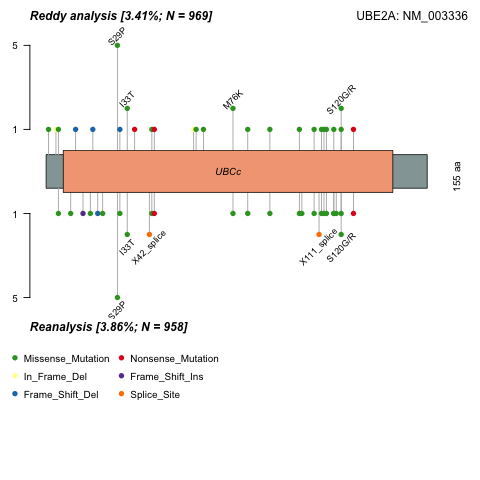 Reddy analysis [3.41%; N = 969]
UBE2A: NM_003336
S29P
5
I33T
M76K
S120G/R
1
UBCc
155 aa
1
I33T
X42_splice
X111_splice
S120G/R
5
S29P
Reanalysis [3.86%; N = 958]
Missense_Mutation
Nonsense_Mutation
In_Frame_Del
Frame_Shift_Ins
Frame_Shift_Del
Splice_Site